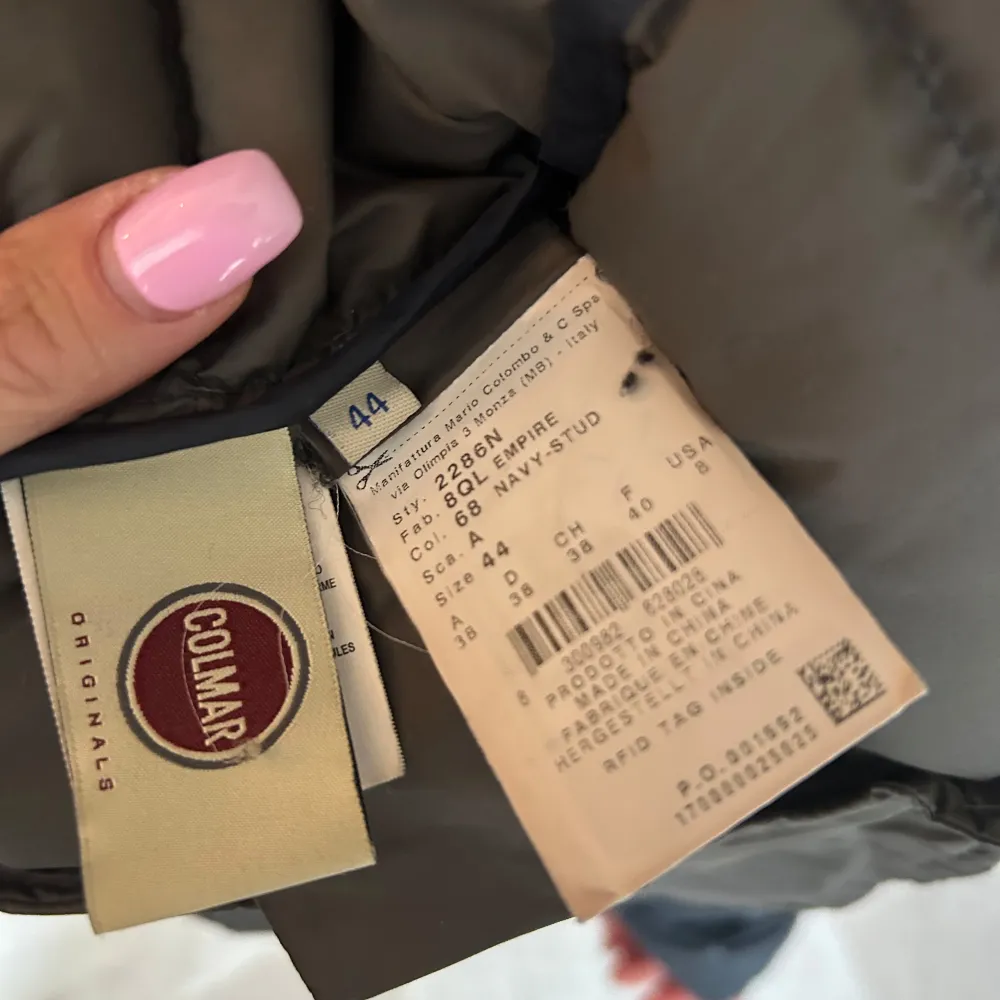 44
Manifattura Mario Colombo & C Spa
via Olimpia 3 Monza (MB) - Italy
Sty. 2286N
Fab. 8QL EMPIRE
Col. 68 NAVY-STUD
Sca. A
Size 44
A D CH F USA
38 38 38 40 8
8 300982 628028
PRODOTTO IN CINA
MADE IN CHINA
FABRIQUE EN CHINE
HERGESTELLT IN CHINA
RFID TAG INSIDE
P.O. 001692
COLMAR
ORIGINALS